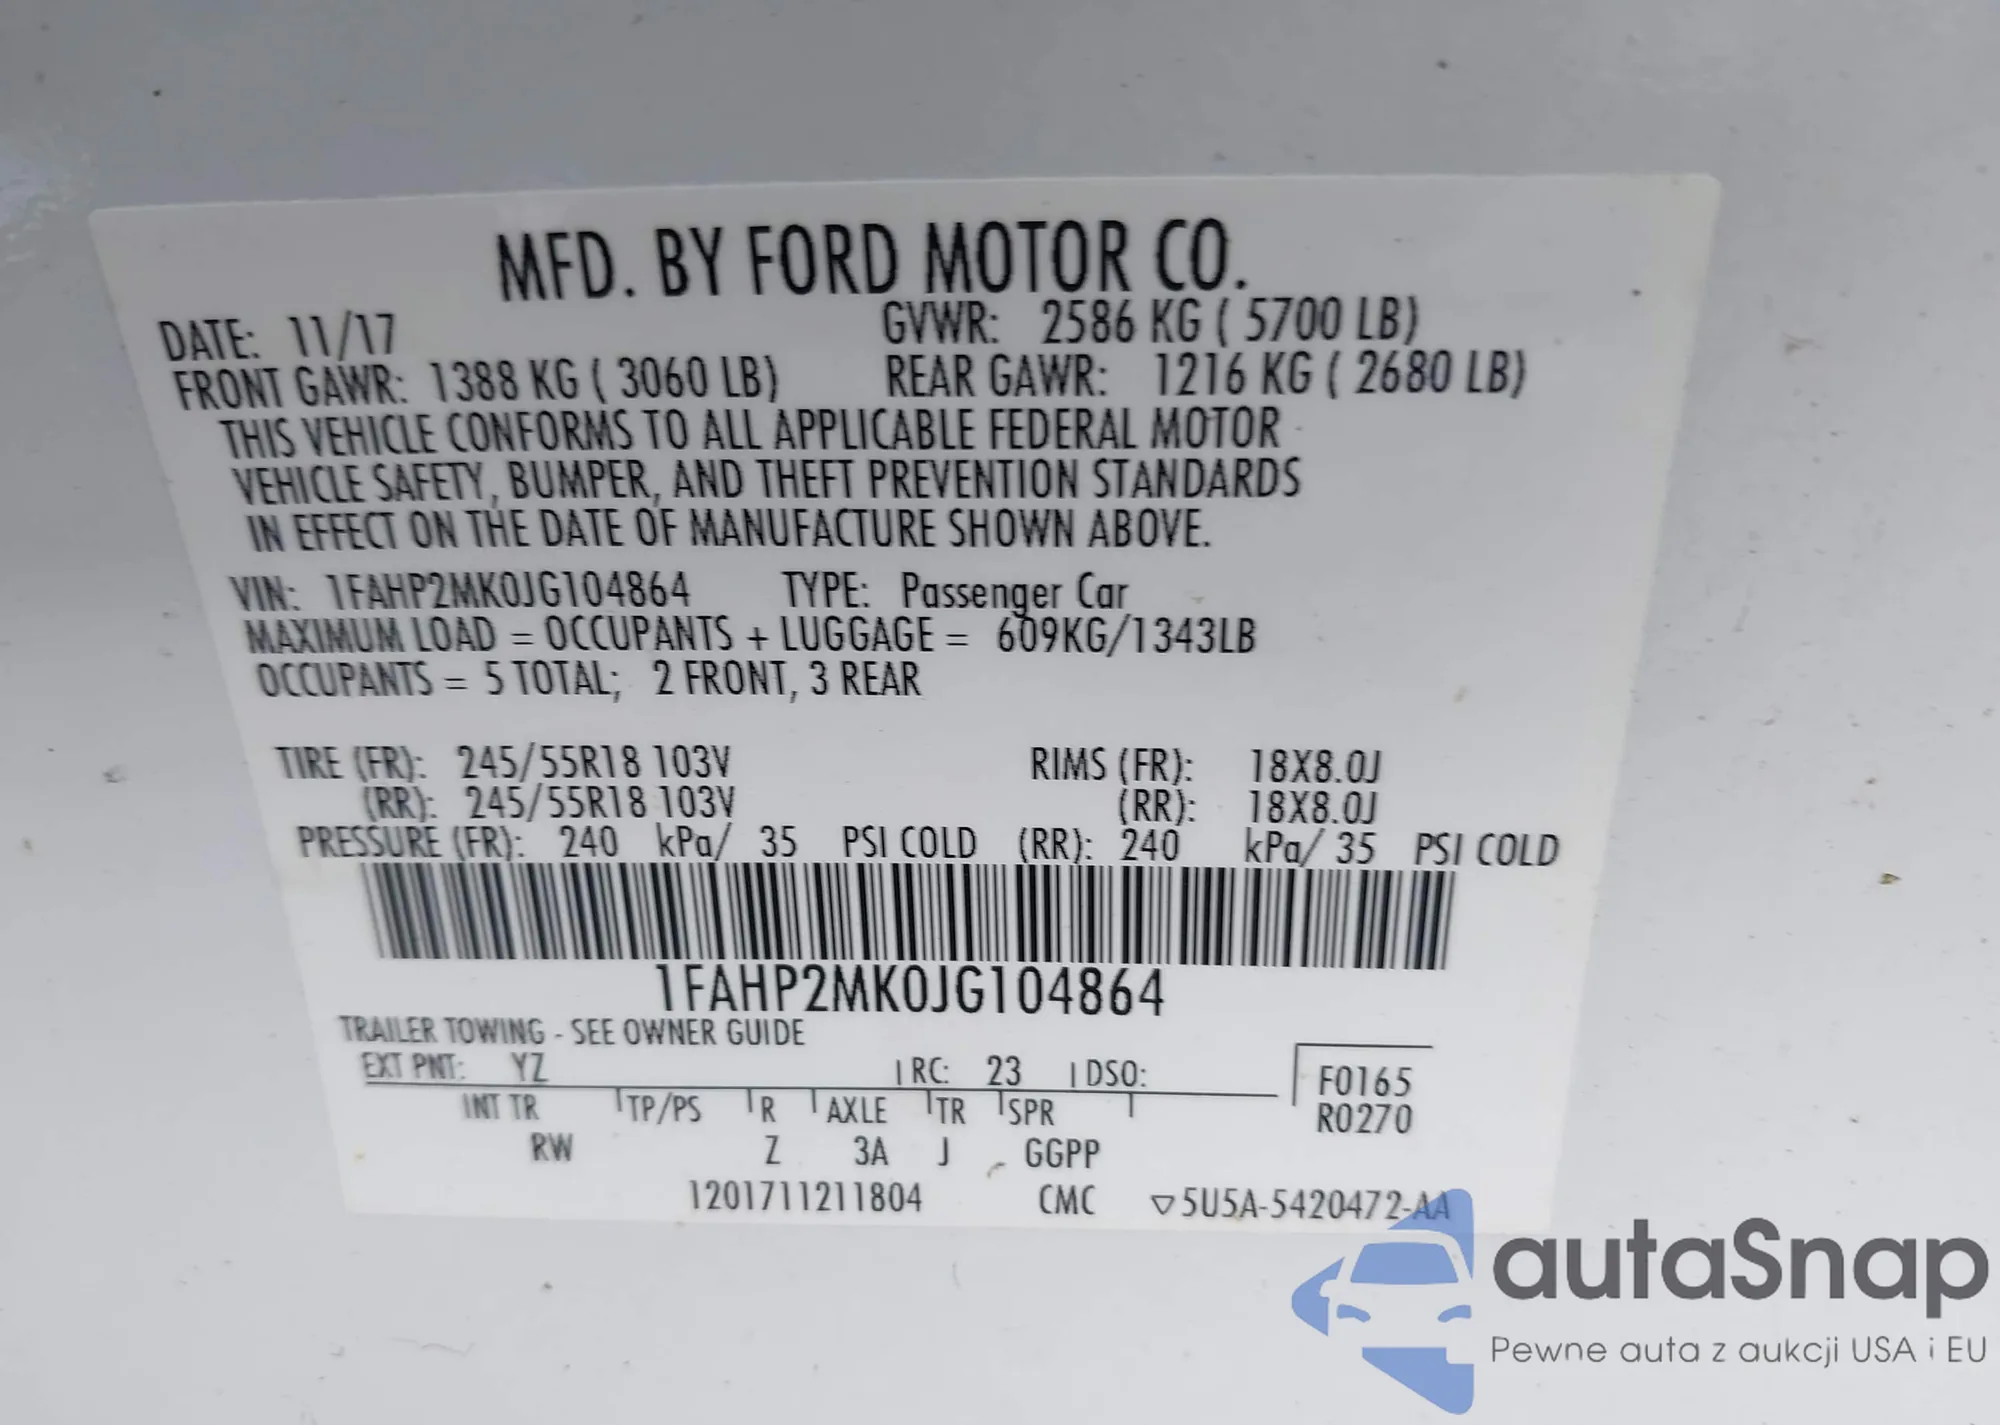 MFD. BY FORD MOTOR CO.
DATE: 11/17 GVWR: 2586 KG ( 5700 LB)
FRONT GAWR: 1388 KG ( 3060 LB) REAR GAWR: 1216 KG ( 2680 LB)
THIS VEHICLE CONFORMS TO ALL APPLICABLE FEDERAL MOTOR
VEHICLE SAFETY, BUMPER, AND THEFT PREVENTION STANDARDS
IN EFFECT ON THE DATE OF MANUFACTURE SHOWN ABOVE.
VIN: 1FAHP2MK0JG104864 TYPE: Passenger Car
MAXIMUM LOAD = OCCUPANTS + LUGGAGE = 609KG/1343LB
OCCUPANTS = 5 TOTAL; 2 FRONT, 3 REAR
TIRE (FR): 245/55R18 103V RIMS (FR): 18X8.0J
(RR): 245/55R18 103V (RR): 18X8.0J
PRESSURE (FR): 240 kPa/ 35 PSI COLD (RR): 240 kPa/ 35 PSI COLD
1FAHP2MK0JG104864
TRAILER TOWING - SEE OWNER GUIDE
EXT PNT: YZ RC: 23 DSO: F0165
INT TR TP/PS R AXLE TR SPR R0270
RW Z 3A J GGPP
1201711211804 CMC ▽5U5A-5420472-AA
autaSnap
Pewne auta z aukcji USA i EU